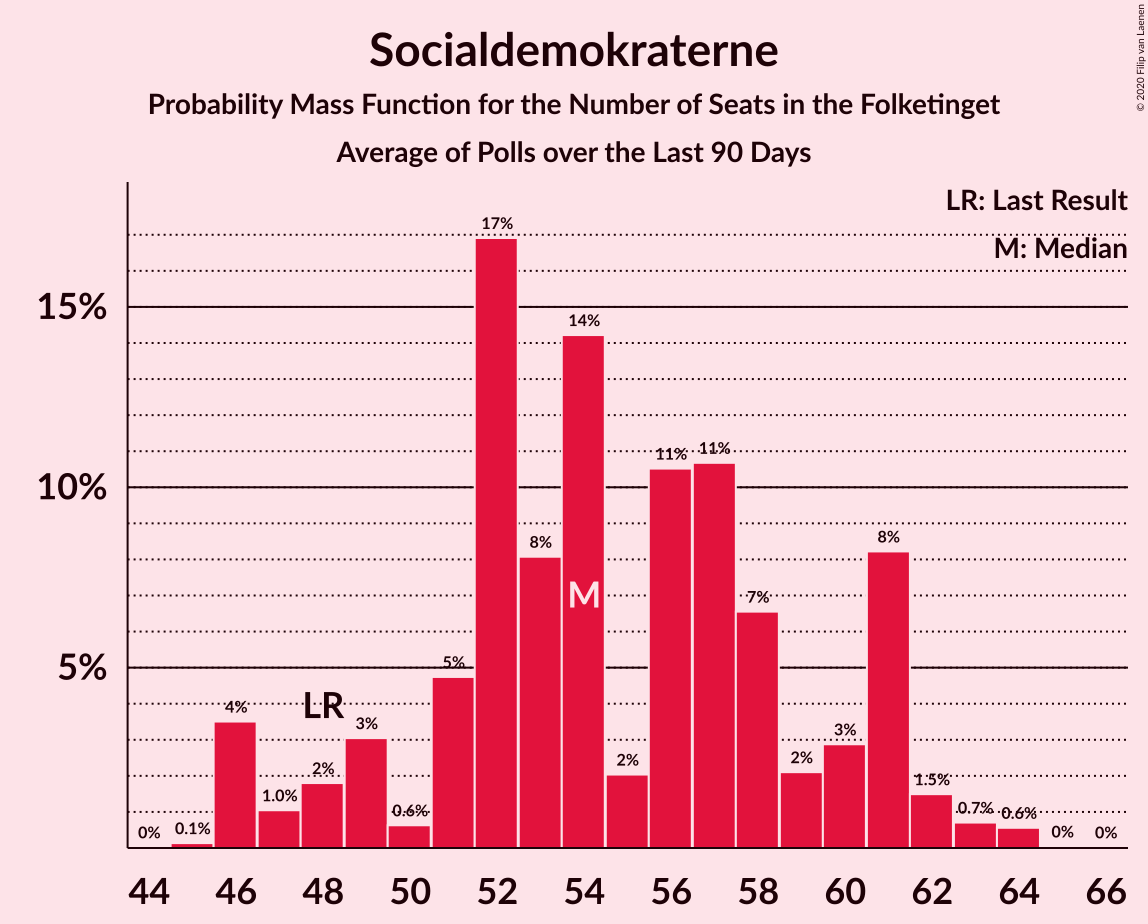 Socialdemokraterne
Probability Mass Function for the Number of Seats in the Folketinget
Average of Polls over the Last 90 Days
© 2020 Filip van Laenen
LR: Last Result
M: Median
15%
10%
5%
0%
0.1%
4%
1.0%
2%
LR
3%
0.6%
5%
17%
8%
14%
M
2%
11%
11%
7%
2%
3%
8%
1.5%
0.7%
0.6%
0%
0%
44 46 48 50 52 54 56 58 60 62 64 66